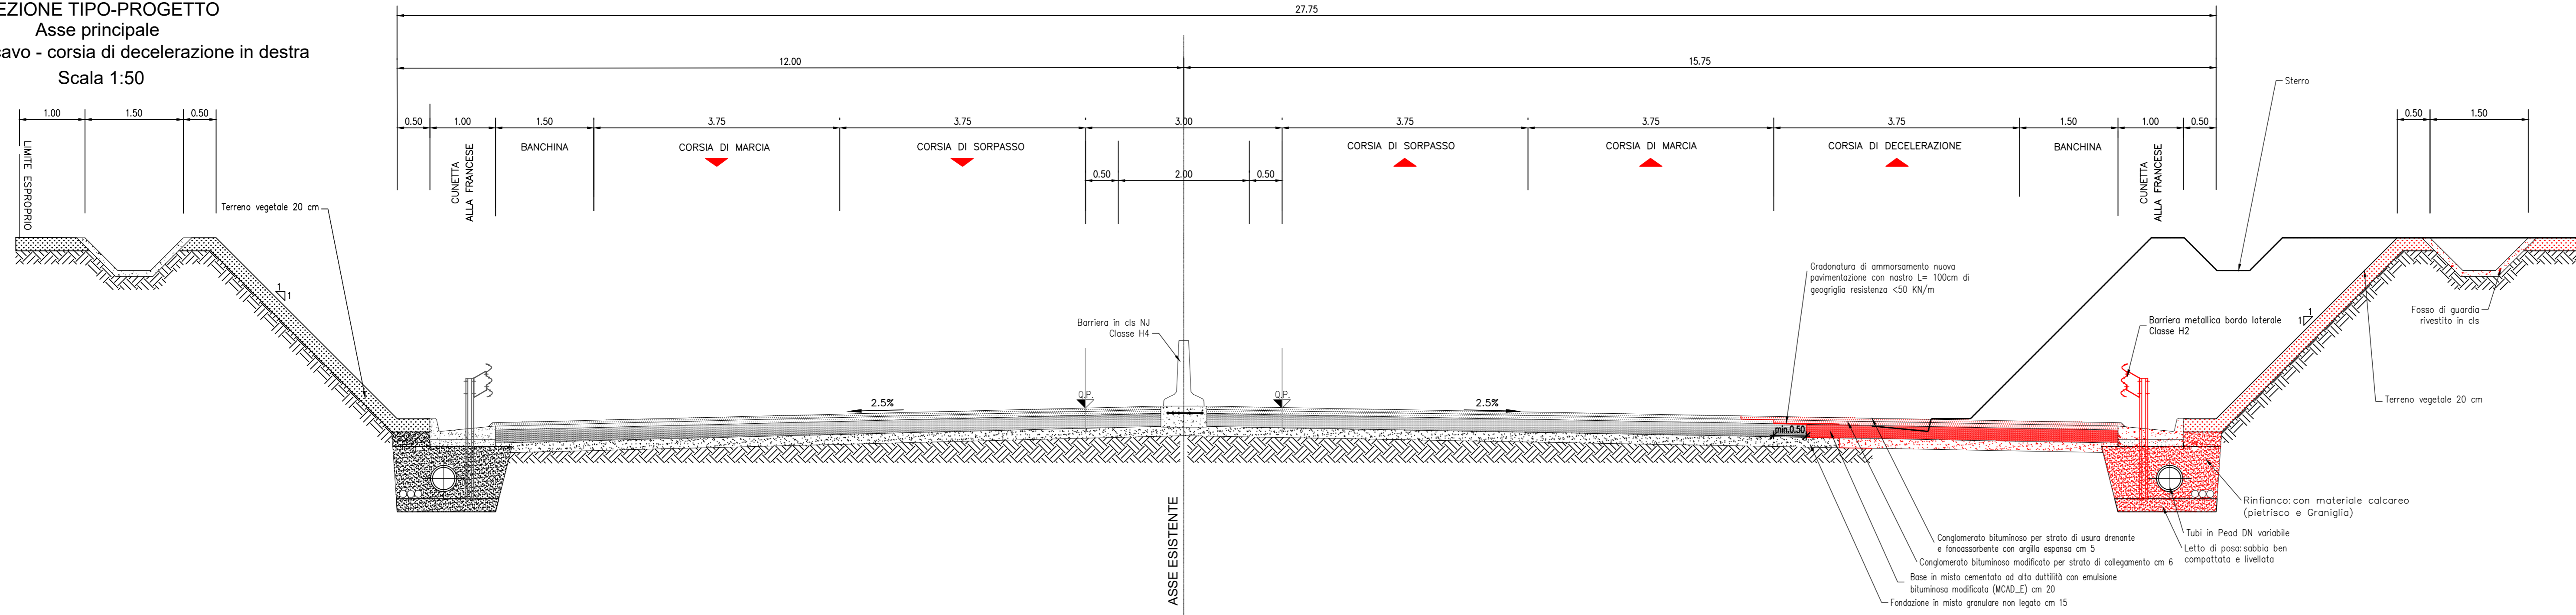 EZIONE TIPO-PROGETTO
Asse principale
cavo - corsia di decelerazione in destra
Scala 1:50
27.75
12.00
15.75
1.00
1.50
0.50
0.50
1.00
1.50
3.75
3.75
3.00
3.75
3.75
3.75
1.50
1.00
0.50
0.50
1.50
LIMITE ESPROPRIO
CUNETTA
ALLA FRANCESE
BANCHINA
CORSIA DI MARCIA
CORSIA DI SORPASSO
0.50
2.00
0.50
CORSIA DI SORPASSO
CORSIA DI MARCIA
CORSIA DI DECELERAZIONE
BANCHINA
CUNETTA
ALLA FRANCESE
Sterro
Terreno vegetale 20 cm
1
1
Barriera in cls NJ
Classe H4
Gradonatura di ammorsamento nuova
pavimentazione con nastro L= 100cm di
geogriglia resistenza <50 KN/m
Barriera metallica bordo laterale
Classe H2
1
1
Fosso di guardia
rivestito in cls
Terreno vegetale 20 cm
2.5%
Q.P.
Q.P.
2.5%
min.0.50
ASSE ESISTENTE
Rinfianco: con materiale calcareo
(pietrisco e Graniglia)
Tubi in Pead DN variabile
Letto di posa: sabbia ben
compattata e livellata
Conglomerato bituminoso per strato di usura drenante
e fonoassorbente con argilla espansa cm 5
Conglomerato bituminoso modificato per strato di collegamento cm 6
Base in misto cementato ad alta duttilità con emulsione
bituminosa modificata (MCAD_E) cm 20
Fondazione in misto granulare non legato cm 15